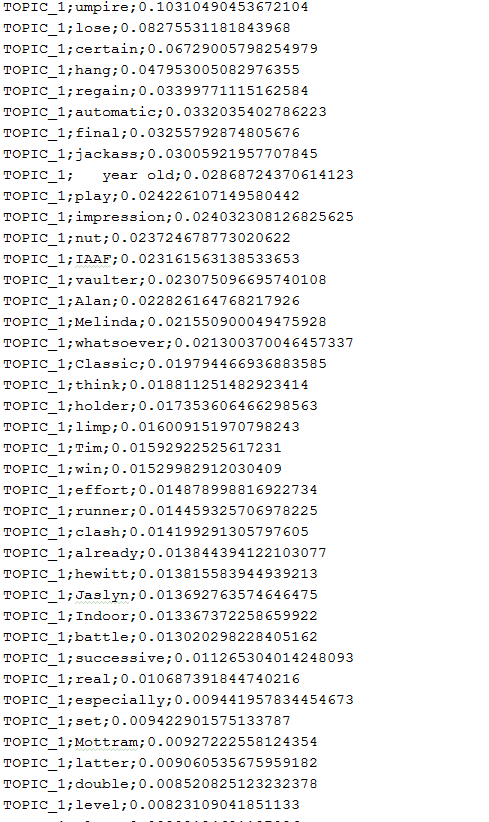 TOPIC_1;umpire;0.10310490453672104
TOPIC_1;lose;0.08275531181843968
TOPIC_1;certain;0.06729005798254979
TOPIC_1;hang;0.047953005082976355
TOPIC_1;regain;0.03399771115162584
TOPIC_1;automatic;0.0332035402786223
TOPIC_1;final;0.03255792874805676
TOPIC_1;jackass;0.03005921957707845
TOPIC_1;   year old;0.02868724370614123
TOPIC_1;play;0.024226107149580442
TOPIC_1;impression;0.024032308126825625
TOPIC_1;nut;0.023724678773020622
TOPIC_1;IAAF;0.023161563138533653
TOPIC_1;vaulter;0.023075096695740108
TOPIC_1;Alan;0.022826164768217926
TOPIC_1;Melinda;0.021550900049475928
TOPIC_1;whatsoever;0.021300370046457337
TOPIC_1;Classic;0.019794466936883585
TOPIC_1;think;0.018811251482923414
TOPIC_1;holder;0.017353606466298563
TOPIC_1;limp;0.016009151970798243
TOPIC_1;Tim;0.01592922525617231
TOPIC_1;win;0.01529982912030409
TOPIC_1;effort;0.014878998816922734
TOPIC_1;runner;0.014459325706978225
TOPIC_1;clash;0.014199291305797605
TOPIC_1;already;0.013844394122103077
TOPIC_1;hewitt;0.013815583944939213
TOPIC_1;Jaslyn;0.013692763574646475
TOPIC_1;Indoor;0.013367372258659922
TOPIC_1;battle;0.013020298228405162
TOPIC_1;successive;0.011265304014248093
TOPIC_1;real;0.010687391844740216
TOPIC_1;especially;0.009441957834454673
TOPIC_1;set;0.009422901575133787
TOPIC_1;Mottram;0.00927222558124354
TOPIC_1;latter;0.009060535675959182
TOPIC_1;double;0.008520825123232378
TOPIC_1;level;0.00823109041851133